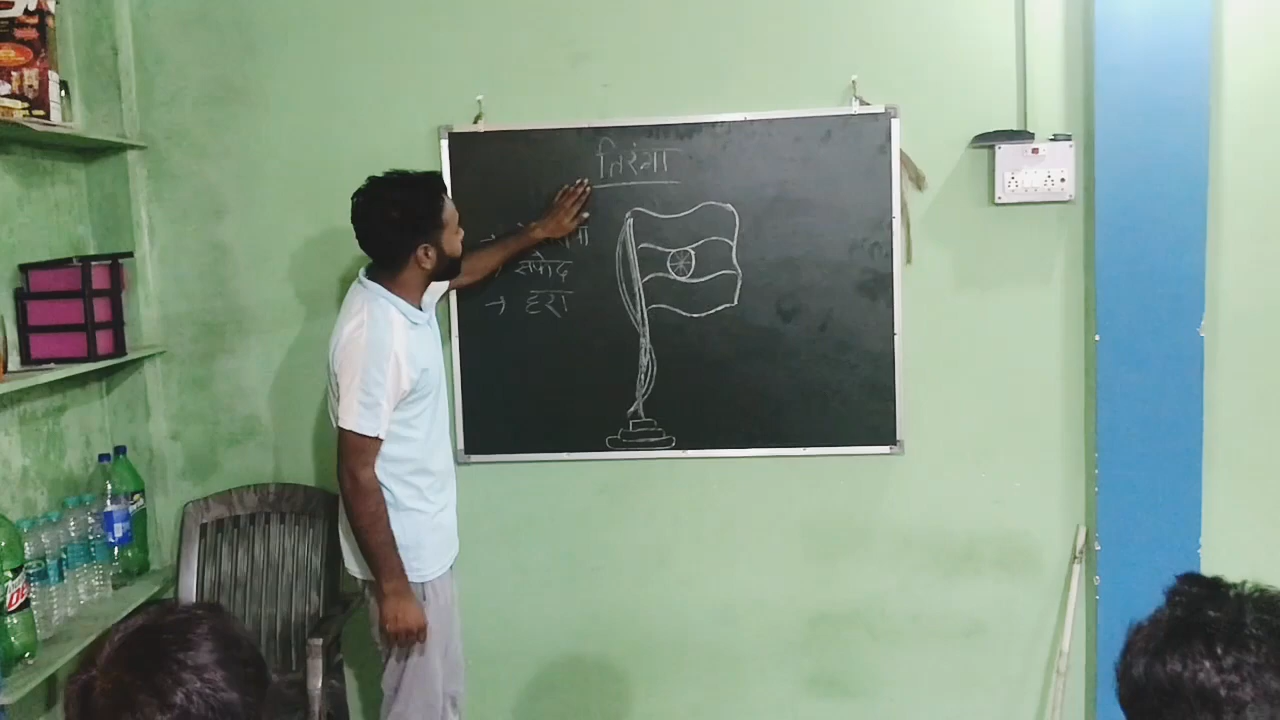 तिरंगा
→ सफेद
→ हरा